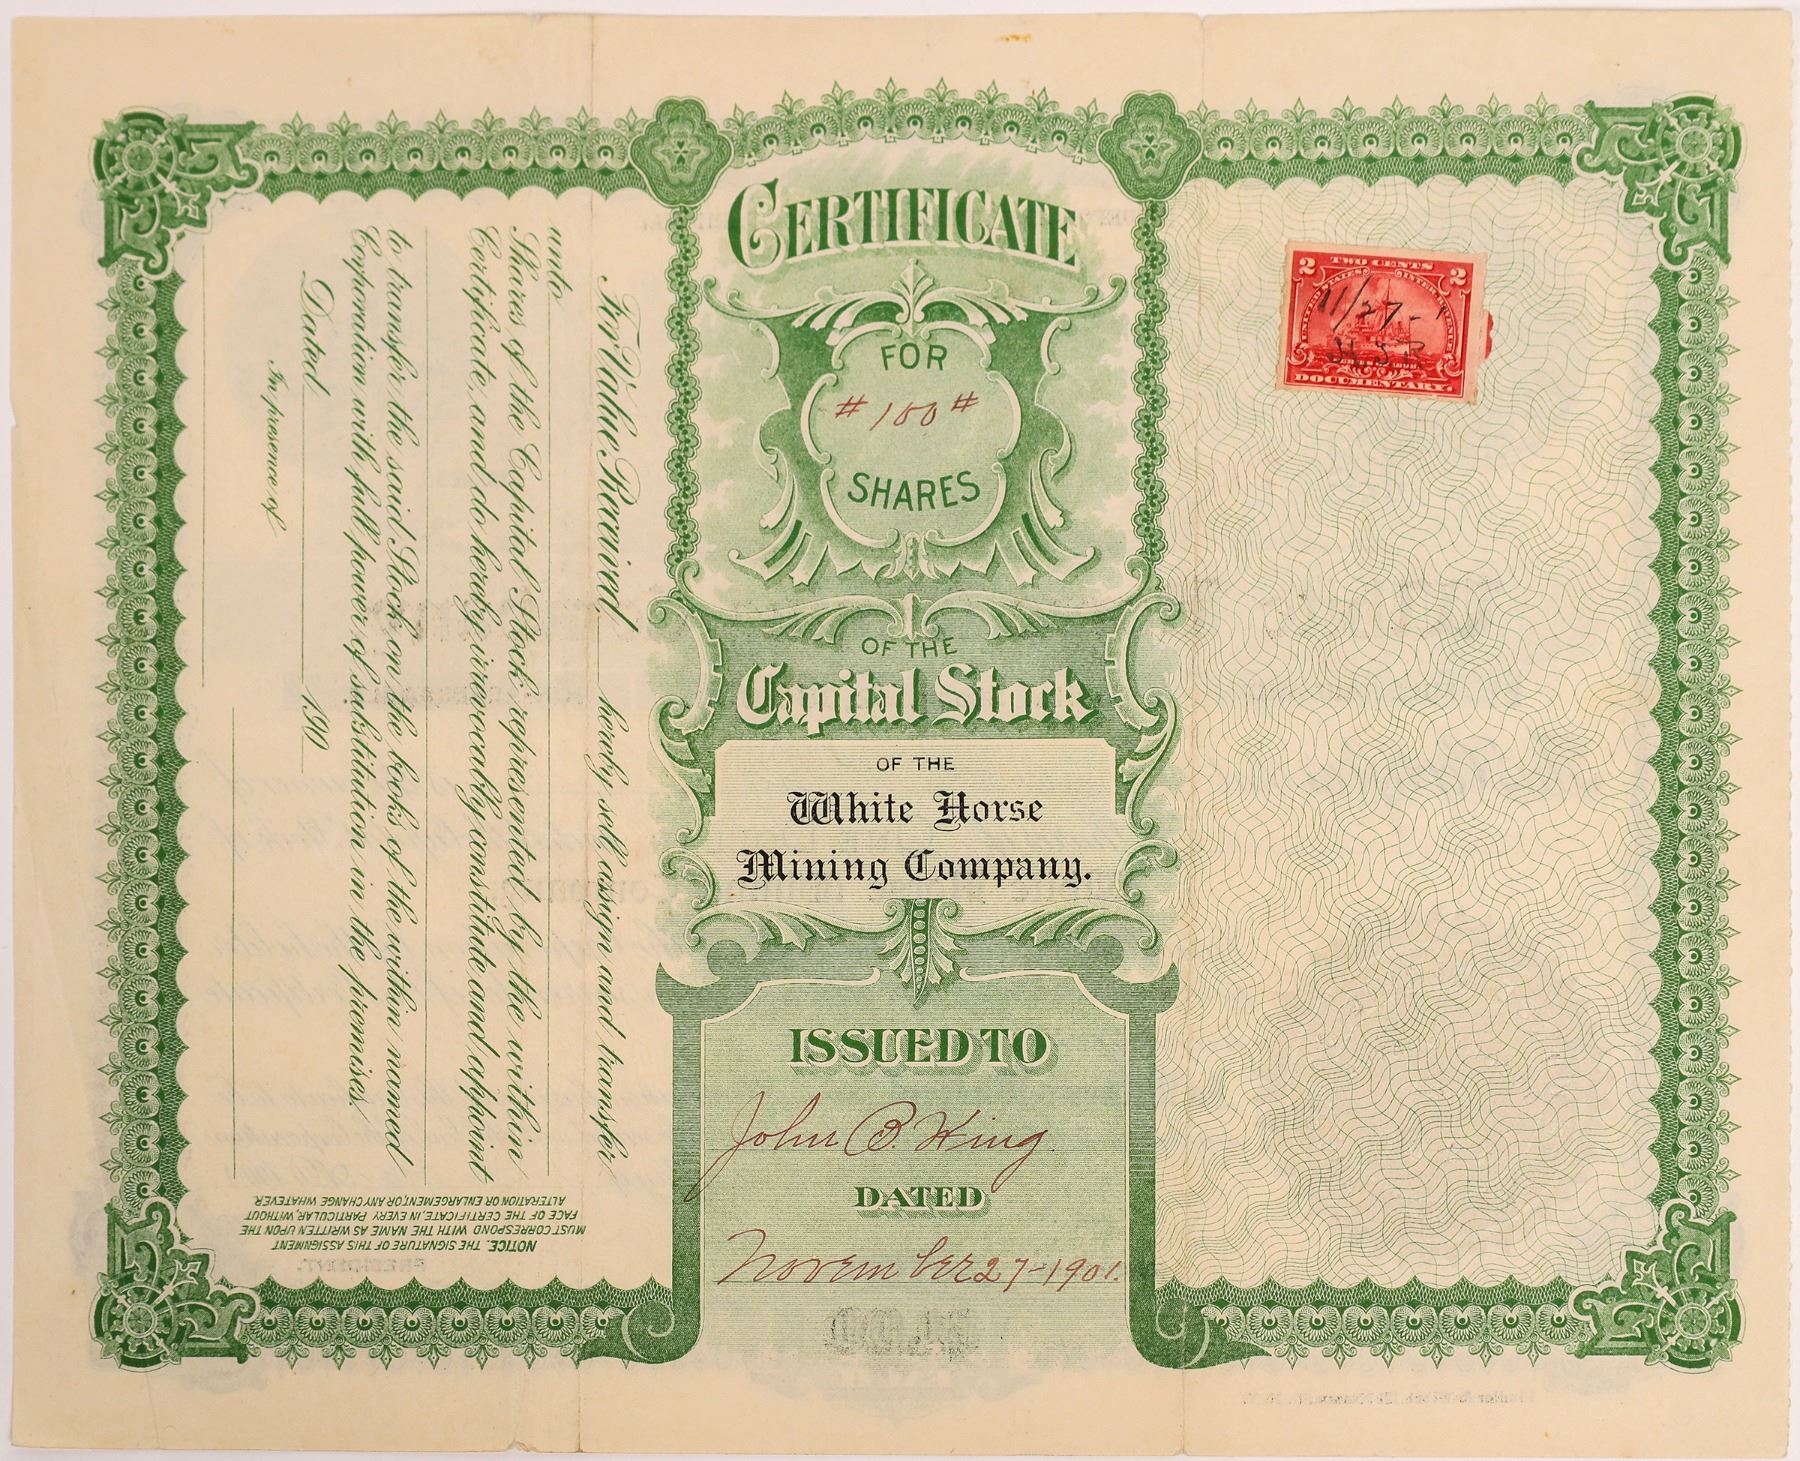 For Value Received, hereby sell, assign and transfer
unto
Shares of the Capital Stock represented by the within
Certificate, and do hereby irrevocably constitute and appoint
to transfer the said Stock on the books of the within named
Corporation with full power of substitution in the premises.
Dated 190
In presence of
NOTICE. THE SIGNATURE OF THIS ASSIGNMENT
MUST CORRESPOND WITH THE NAME AS WRITTEN UPON THE
FACE OF THE CERTIFICATE, IN EVERY PARTICULAR, WITHOUT
ALTERATION OR ENLARGEMENT, OR ANY CHANGE WHATEVER.
CERTIFICATE
FOR
# 100 #
SHARES
OF THE
Capital Stock
OF THE
White Horse
Mining Company.
ISSUED TO
John B. King
DATED
November 27-1901.
2 TWO CENTS 2
11/27-
DOCUMENTARY.